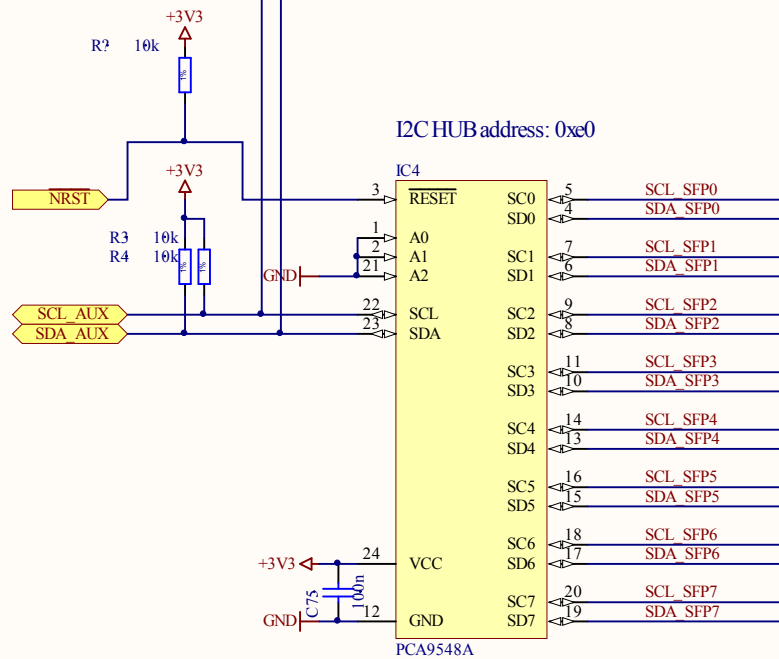 +3V3
R? 10k
1%
I2C HUB address: 0xe0
+3V3
IC4
NRST
3 RESET
SC0 5 SCL_SFP0
SD0 4 SDA_SFP0
1 A0
R3 10k
R4 10k
1% 1%
2 A1
SC1 7 SCL_SFP1
GND 21 A2
SD1 6 SDA_SFP1
SCL_AUX 22 SCL
SC2 9 SCL_SFP2
SDA_AUX 23 SDA
SD2 8 SDA_SFP2
SC3 11 SCL_SFP3
SD3 10 SDA_SFP3
SC4 14 SCL_SFP4
SD4 13 SDA_SFP4
SC5 16 SCL_SFP5
SD5 15 SDA_SFP5
SC6 18 SCL_SFP6
+3V3 24 VCC
SD6 17 SDA_SFP6
C75 100n
SC7 20 SCL_SFP7
GND 12 GND
SD7 19 SDA_SFP7
PCA9548A